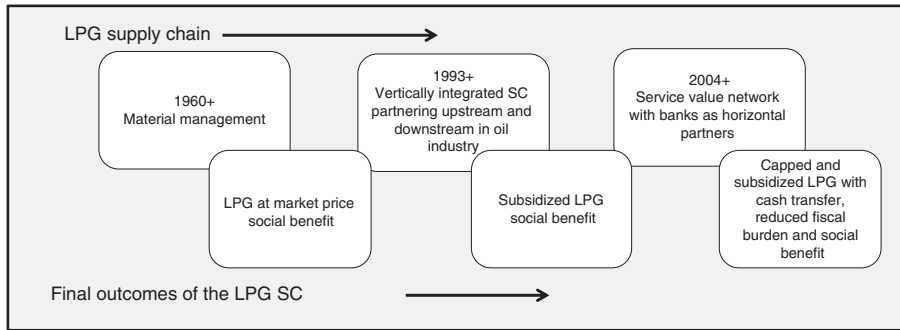 LPG supply chain
1960+
Material management
1993+
Vertically integrated SC
partnering upstream and
downstream in oil
industry
2004+
Service value network
with banks as horizontal
partners
LPG at market price
social benefit
Subsidized LPG
social benefit
Capped and
subsidized LPG with
cash transfer,
reduced fiscal
burden and social
benefit
Final outcomes of the LPG SC